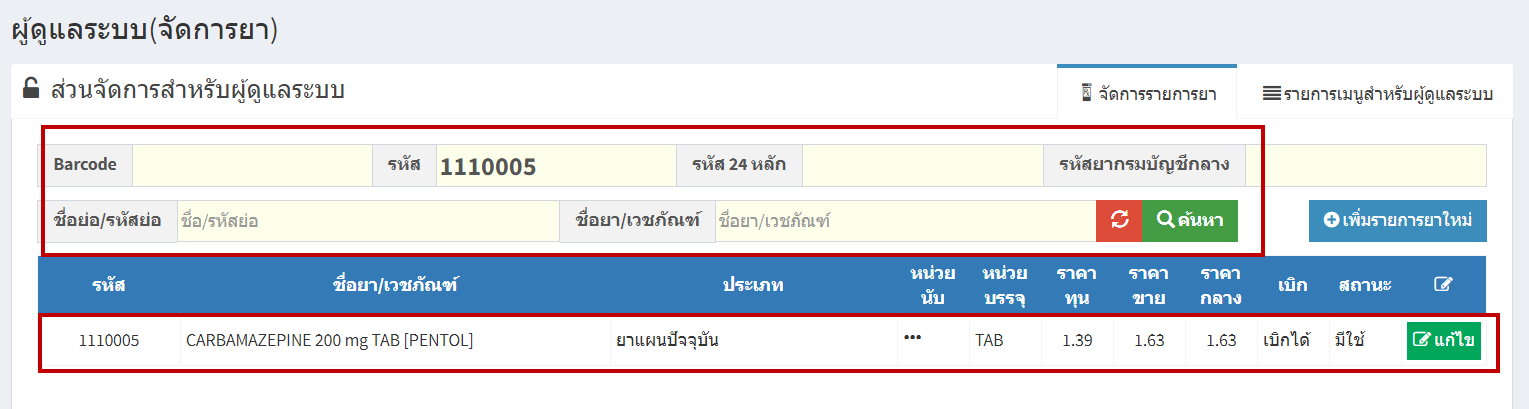 ผู้ดูแลระบบ(จัดการยา)
ส่วนจัดการสำหรับผู้ดูแลระบบ จัดการรายการยา รายการเมนูสำหรับผู้ดูแลระบบ
Barcode รหัส 1110005 รหัส 24 หลัก รหัสยากรมบัญชีกลาง
ชื่อย่อ/รหัสย่อ ชื่อ/รหัสย่อ ชื่อยา/เวชภัณฑ์ ชื่อยา/เวชภัณฑ์ ค้นหา เพิ่มรายการยาใหม่
รหัส ชื่อยา/เวชภัณฑ์ ประเภท หน่วย หน่วย ราคา ราคา ราคา เบิก สถานะ
นับ บรรจุ ทุน ขาย กลาง
1110005 CARBAMAZEPINE 200 mg TAB [PENTOL] ยาแผนปัจจุบัน ••• TAB 1.39 1.63 1.63 เบิกได้ มีใช้ แก้ไข